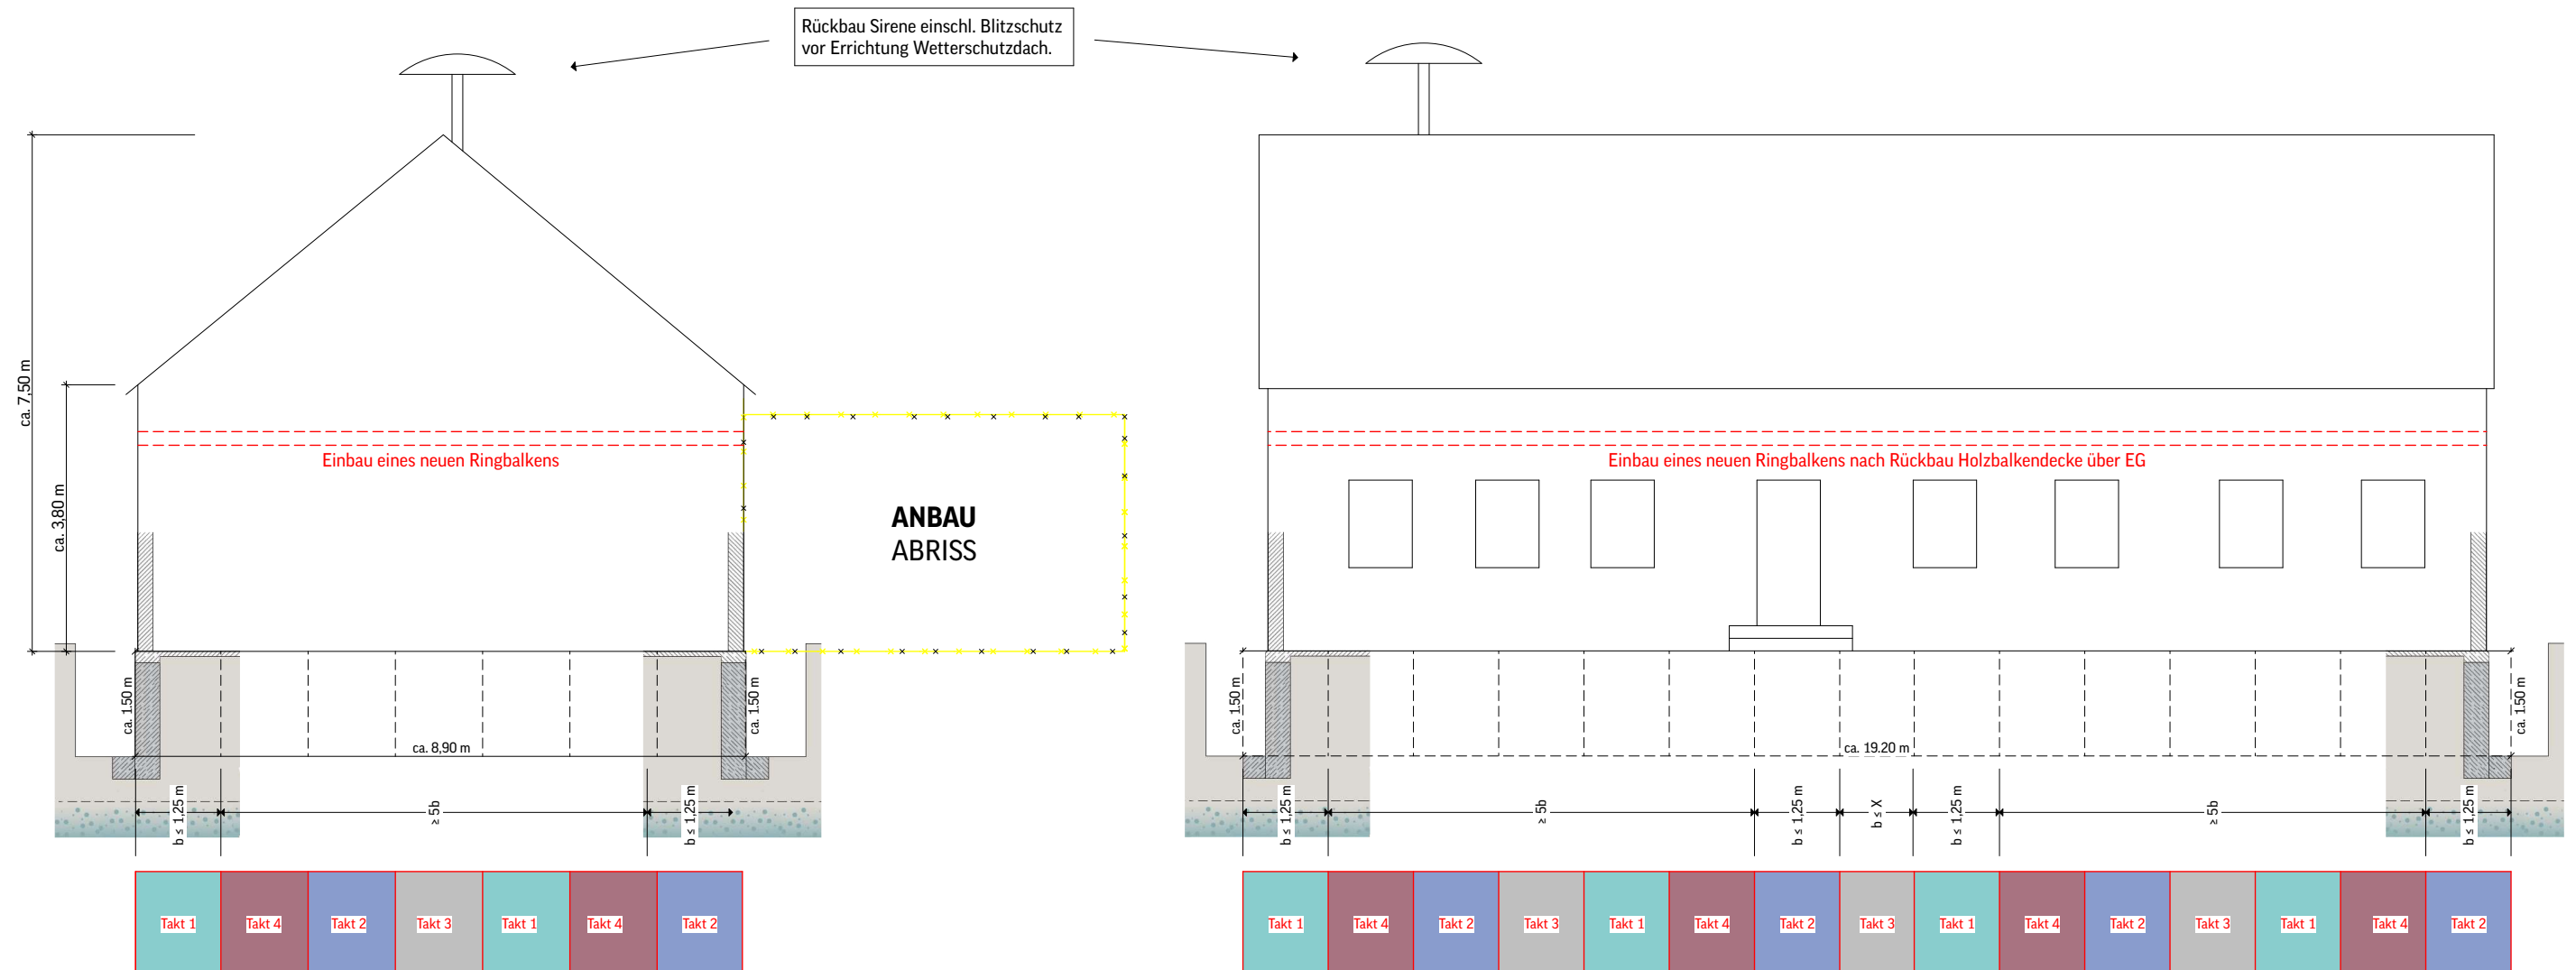 Rückbau Sirene einschl. Blitzschutz
vor Errichtung Wetterschutzdach.
ca. 7,50 m
ca. 3,80 m
Einbau eines neuen Ringbalkens
ANBAU
ABRISS
ca. 1.50 m
ca. 8,90 m
ca. 1.50 m
b ≤ 1,25 m
≥ 5b
b ≤ 1,25 m
Takt 1
Takt 4
Takt 2
Takt 3
Takt 1
Takt 4
Takt 2
Einbau eines neuen Ringbalkens nach Rückbau Holzbalkendecke über EG
ca. 1.50 m
ca. 19.20 m
ca. 1.50 m
b ≤ 1,25 m
≥ 5b
b ≤ 1,25 m
b ≤ X
b ≤ 1,25 m
≥ 5b
b ≤ 1,25 m
Takt 1
Takt 4
Takt 2
Takt 3
Takt 1
Takt 4
Takt 2
Takt 3
Takt 1
Takt 4
Takt 2
Takt 3
Takt 1
Takt 4
Takt 2